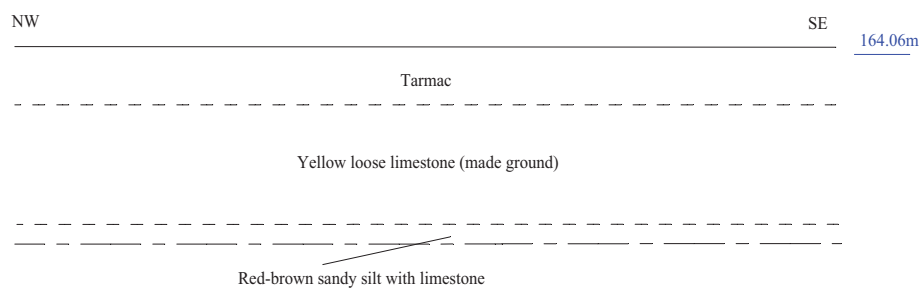 NW
SE
164.06m
Tarmac
Yellow loose limestone (made ground)
Red-brown sandy silt with limestone